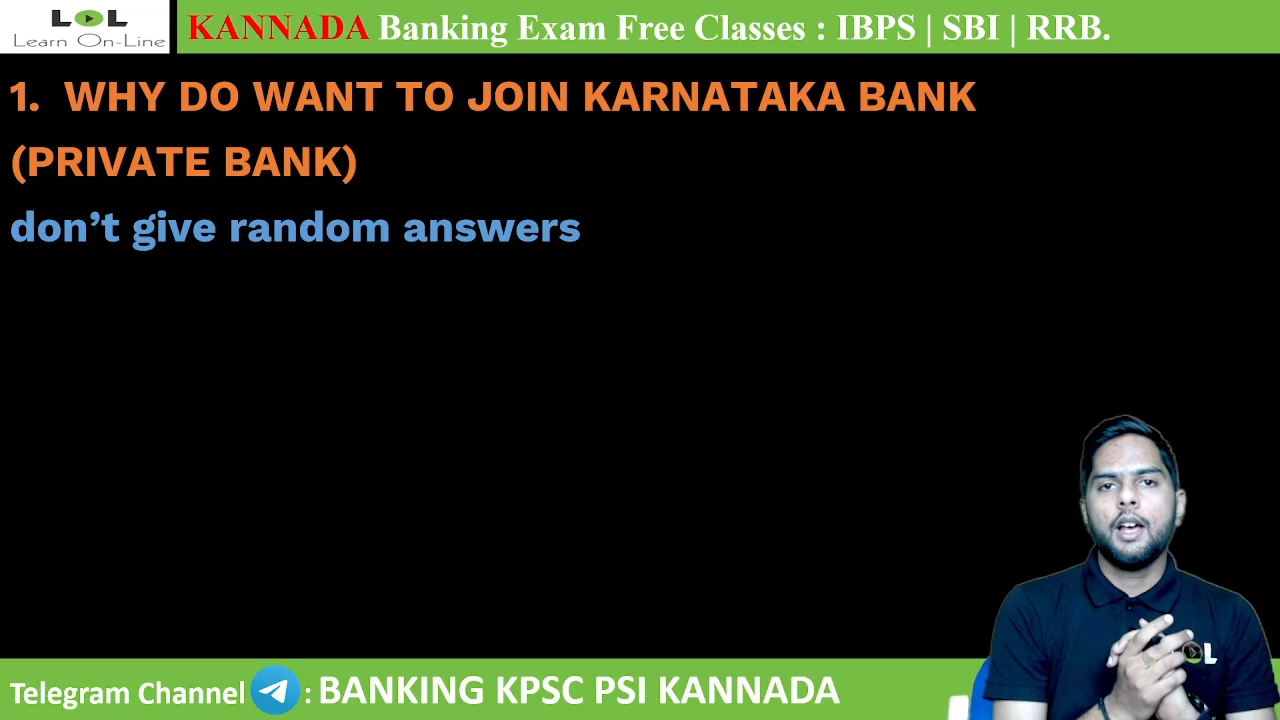 LOL
Learn On-Line
KANNADA Banking Exam Free Classes : IBPS | SBI | RRB.
1. WHY DO WANT TO JOIN KARNATAKA BANK
(PRIVATE BANK)
don’t give random answers
Telegram Channel : BANKING KPSC PSI KANNADA